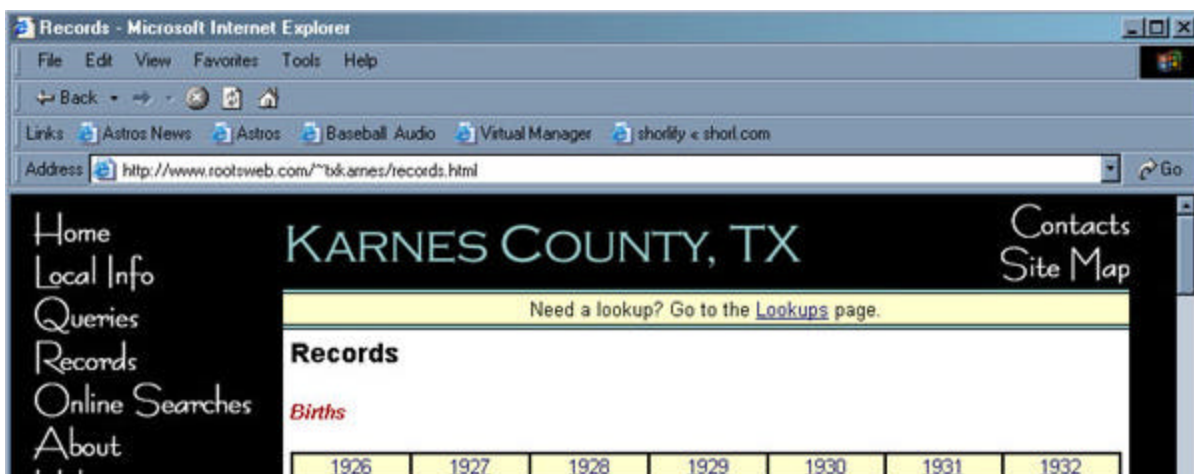 Records - Microsoft Internet Explorer
File Edit View Favorites Tools Help
Back
Links Astros News Astros Baseball Audio Virtual Manager shorlify « shorl.com
Address http://www.rootsweb.com/~txkarnes/records.html Go
Home
Local Info
Queries
Records
Online Searches
About
KARNES COUNTY, TX
Contacts
Site Map
Need a lookup? Go to the Lookups page.
Records
Births
1926 1927 1928 1929 1930 1931 1932